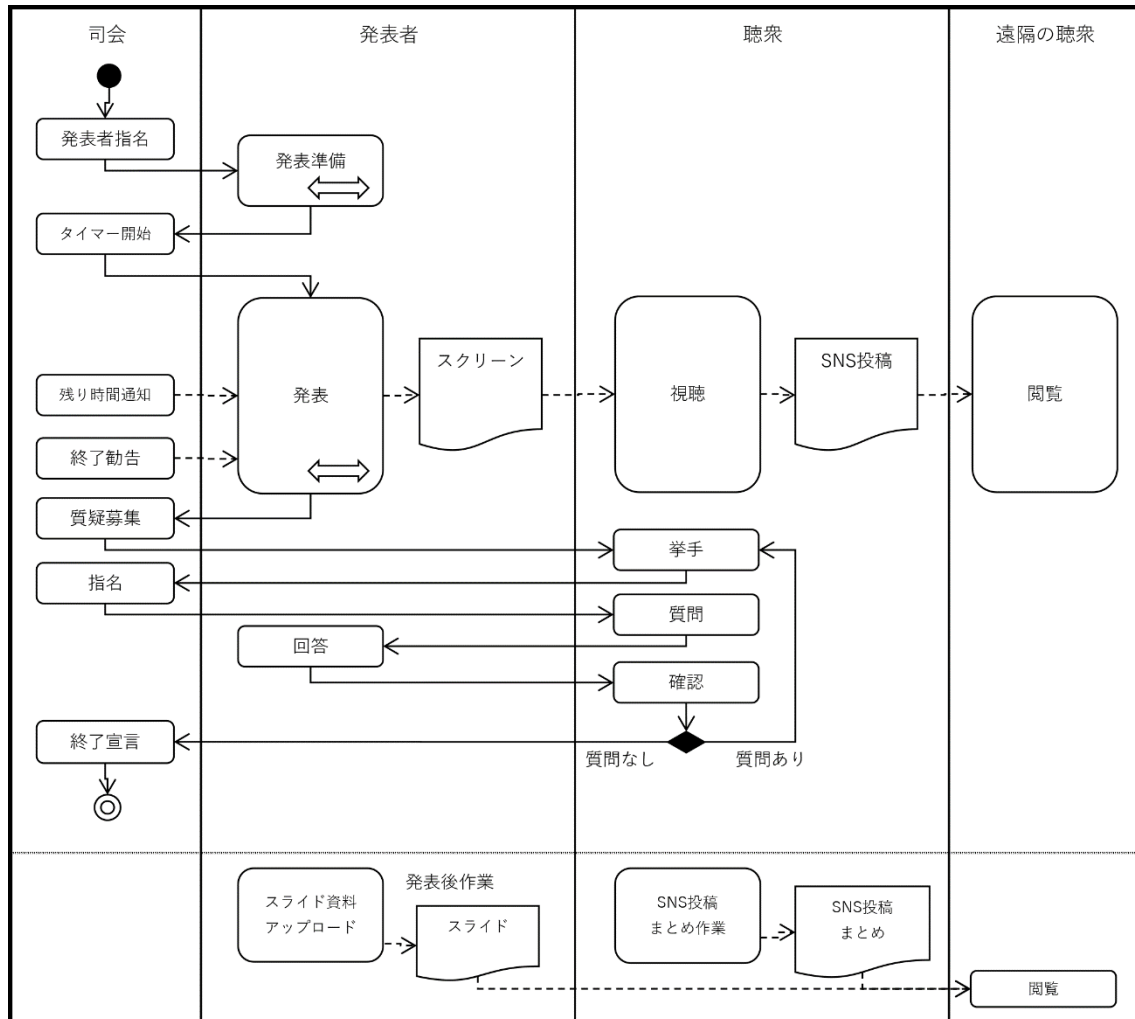 司会
発表者
聴衆
遠隔の聴衆
発表者指名
発表準備
タイマー開始
スクリーン
SNS投稿
残り時間通知
発表
視聴
閲覧
終了勧告
質疑募集
挙手
指名
質問
回答
確認
終了宣言
質問なし
質問あり
発表後作業
スライド資料
アップロード
スライド
SNS投稿
まとめ作業
SNS投稿
まとめ
閲覧